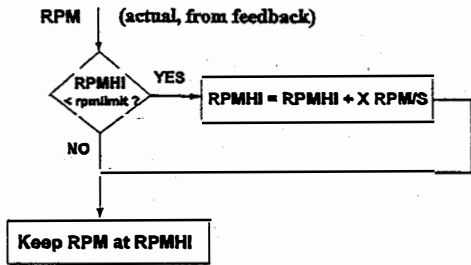 RPM (actual, from feedback)
RPMHI
< rpmlimit ?
YES
RPMHI = RPMHI + X RPM/S
NO
Keep RPM at RPMHI